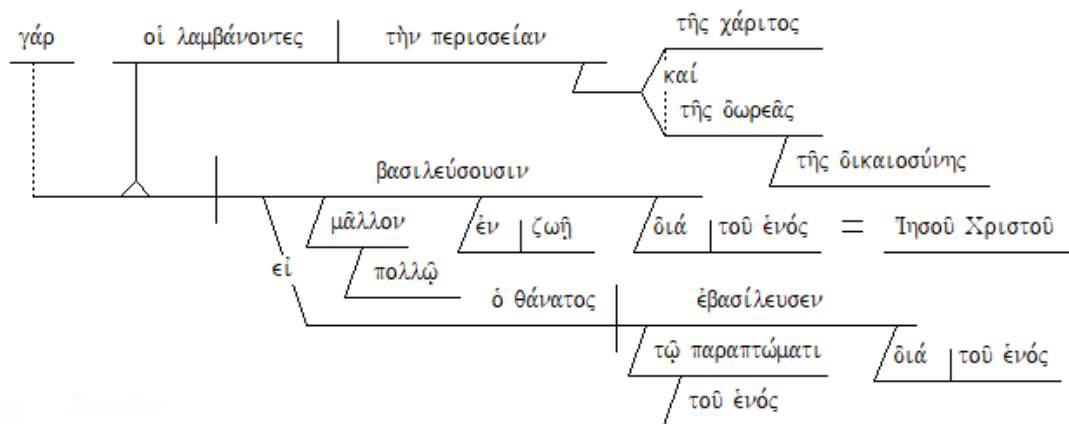 γάρ οἱ λαμβάνοντες τὴν περισσείαν τῆς χάριτος
καί
τῆς δωρεᾶς
τῆς δικαιοσύνης
βασιλεύσουσιν
μᾶλλον ἐν ζωῇ διά τοῦ ἑνός = Ἰησοῦ Χριστοῦ
εἰ πολλῷ
ὁ θάνατος ἐβασίλευσεν
τῷ παραπτώματι διά τοῦ ἑνός
τοῦ ἑνός